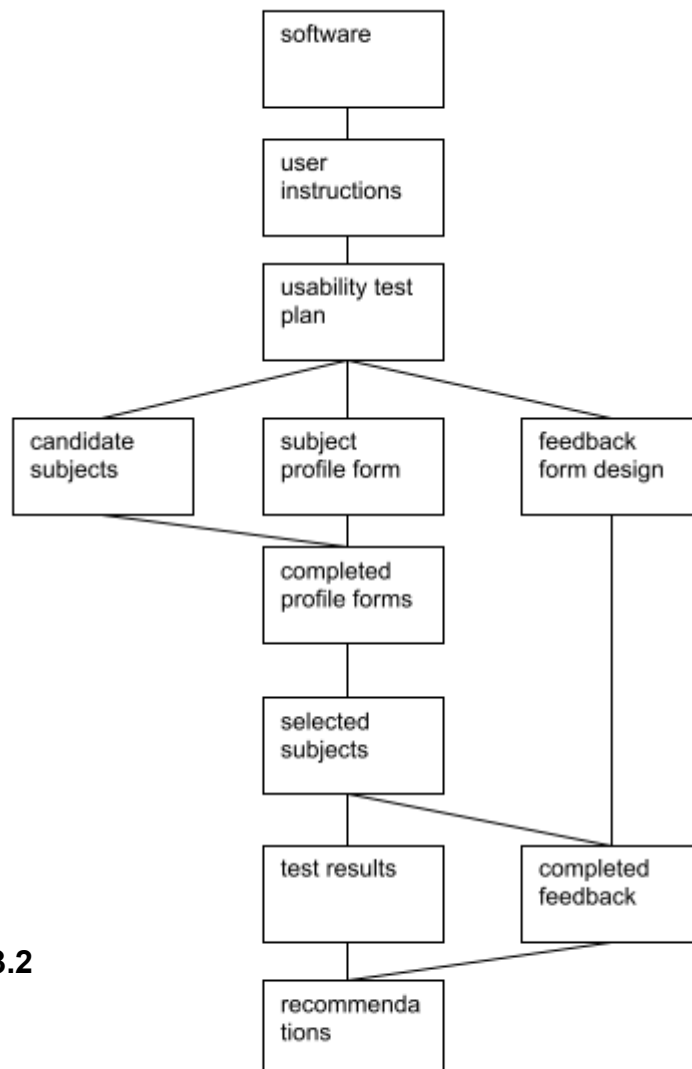 software
user
instructions
usability test
plan
candidate
subjects
subject
profile form
feedback
form design
completed
profile forms
selected
subjects
test results
completed
feedback
.2
recommenda
tions